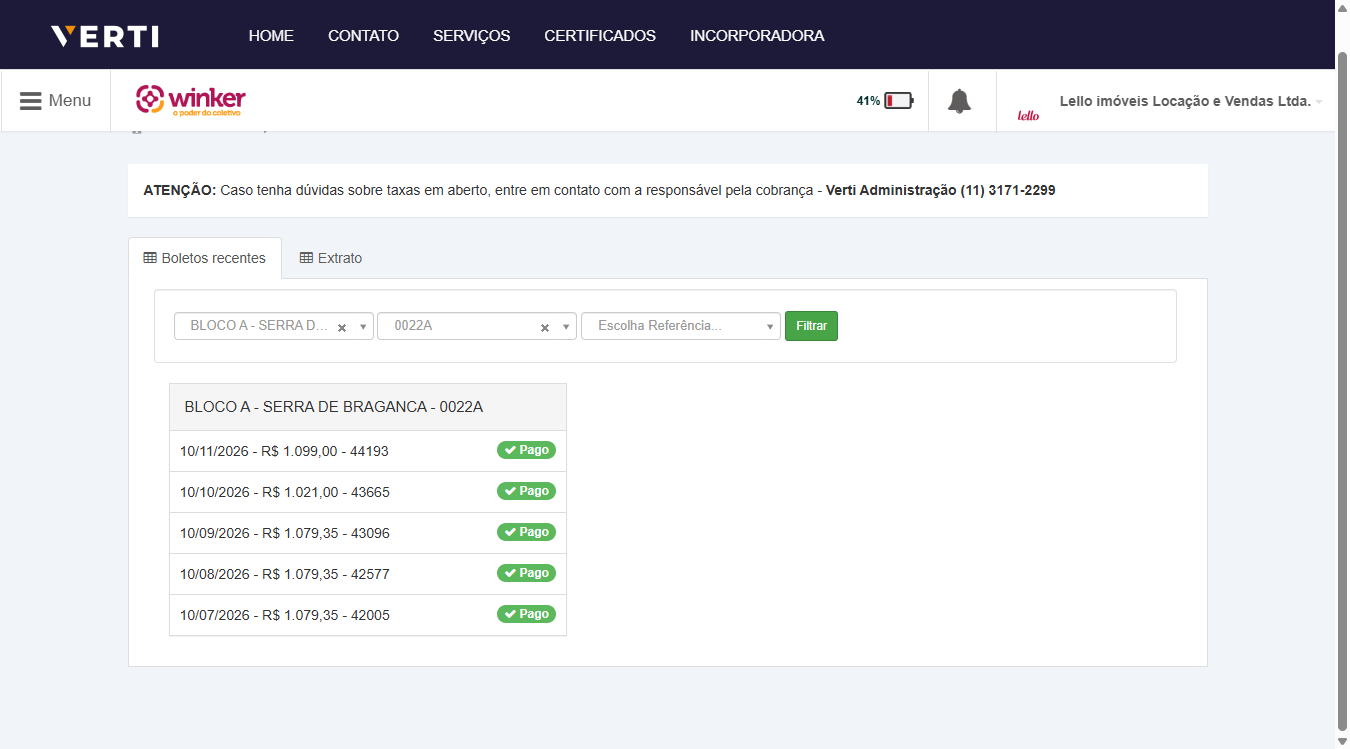 VERTI
HOME CONTATO SERVIÇOS CERTIFICADOS INCORPORADORA
Menu
winker
o poder do coletivo
41%
lello
Lello imóveis Locação e Vendas Ltda.
ATENÇÃO: Caso tenha dúvidas sobre taxas em aberto, entre em contato com a responsável pela cobrança - Verti Administração (11) 3171-2299
Boletos recentes
Extrato
BLOCO A - SERRA D...
0022A
Escolha Referência...
Filtrar
BLOCO A - SERRA DE BRAGANCA - 0022A
10/11/2026 - R$ 1.099,00 - 44193 Pago
10/10/2026 - R$ 1.021,00 - 43665 Pago
10/09/2026 - R$ 1.079,35 - 43096 Pago
10/08/2026 - R$ 1.079,35 - 42577 Pago
10/07/2026 - R$ 1.079,35 - 42005 Pago